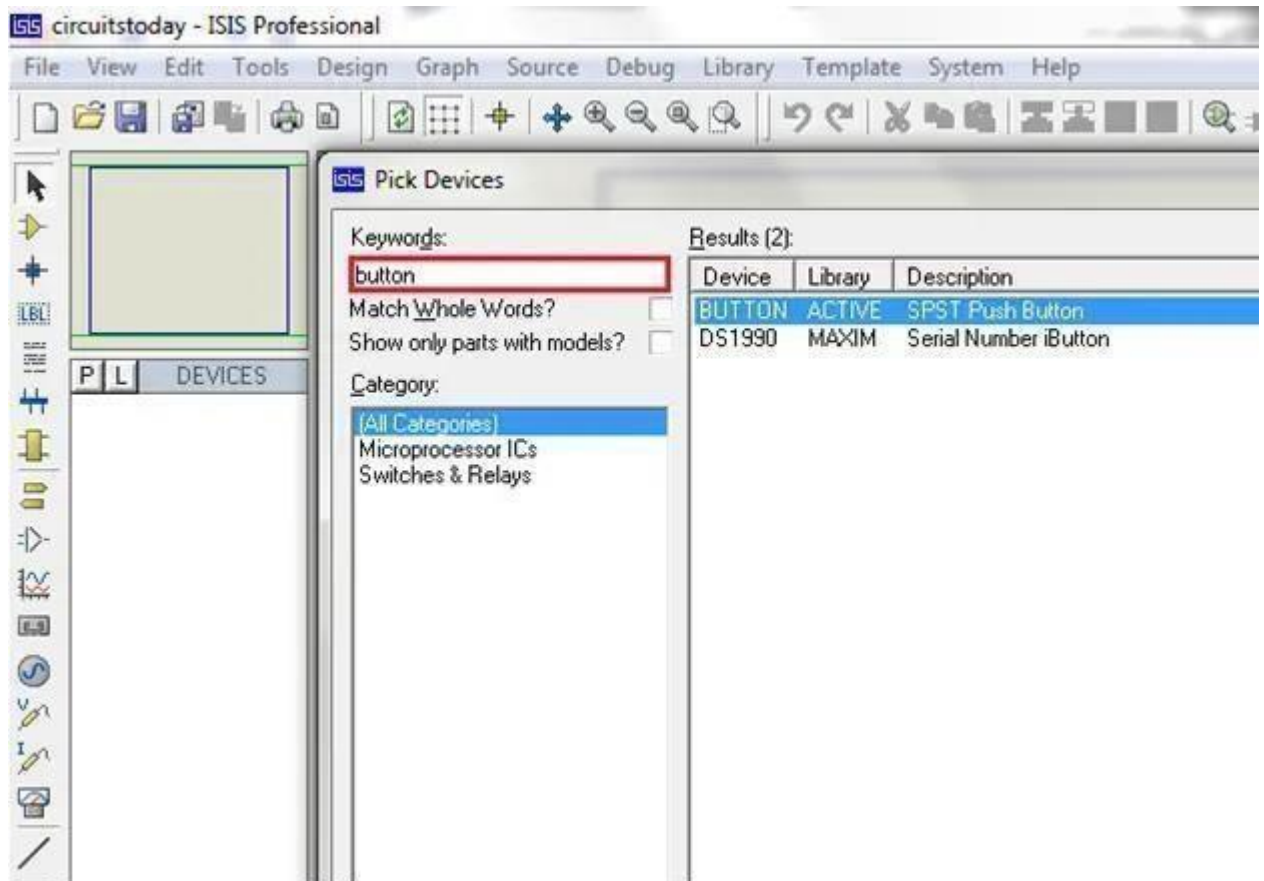 ISIS circuitstoday - ISIS Professional
File View Edit Tools Design Graph Source Debug Library Template System Help
LBL
ISIS Pick Devices
Keywords:
button
Match Whole Words?
Show only parts with models?
Category:
(All Categories)
Microprocessor ICs
Switches & Relays
Results (2):
Device Library Description
BUTTON ACTIVE SPST Push Button
DS1990 MAXIM Serial Number iButton
P L DEVICES
V
I